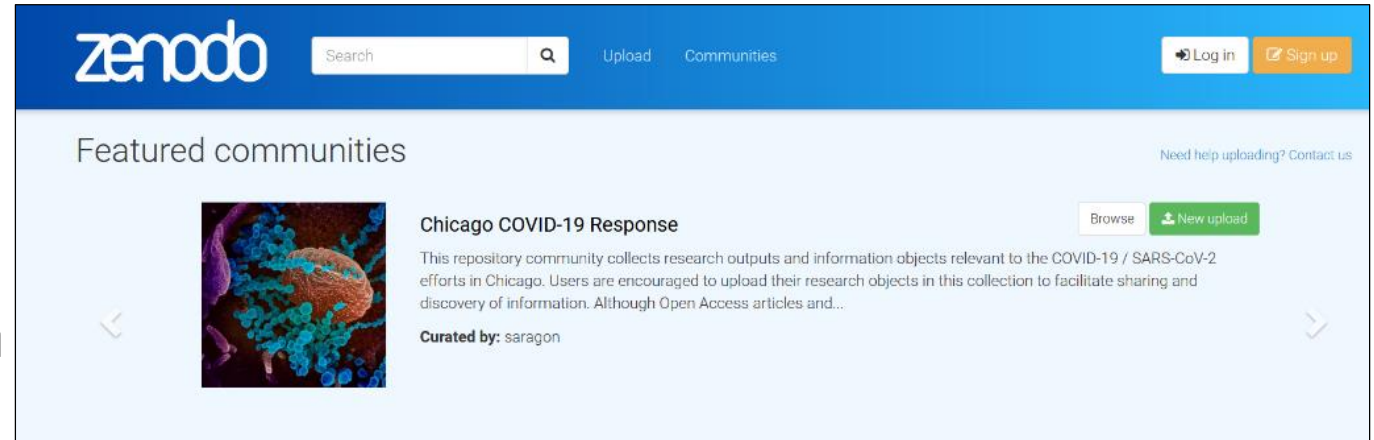 zenodo
Search
Upload
Communities
Log in
Sign up
Featured communities
Need help uploading? Contact us
Chicago COVID-19 Response
Browse
New upload
This repository community collects research outputs and information objects relevant to the COVID-19 / SARS-CoV-2
efforts in Chicago. Users are encouraged to upload their research objects in this collection to facilitate sharing and
discovery of information. Although Open Access articles and...
Curated by: saragon